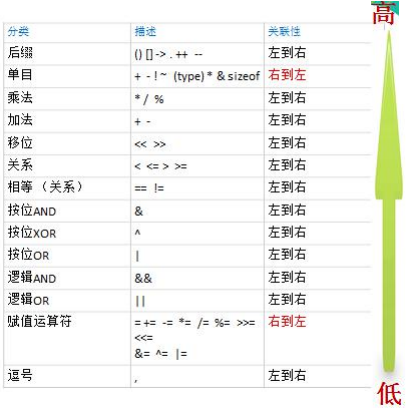 高
分类 描述 关联性
后缀 () [] -> . ++ -- 左到右
单目 + - ! ~ (type) * & sizeof 右到左
乘法 * / % 左到右
加法 + - 左到右
移位 << >> 左到右
关系 < <= > >= 左到右
相等 (关系) == != 左到右
按位AND & 左到右
按位XOR ^ 左到右
按位OR | 左到右
逻辑AND && 左到右
逻辑OR || 左到右
赋值运算符 = += -= *= /= %= >>= 右到左
<<=
&= ^= |=
逗号 , 左到右
低